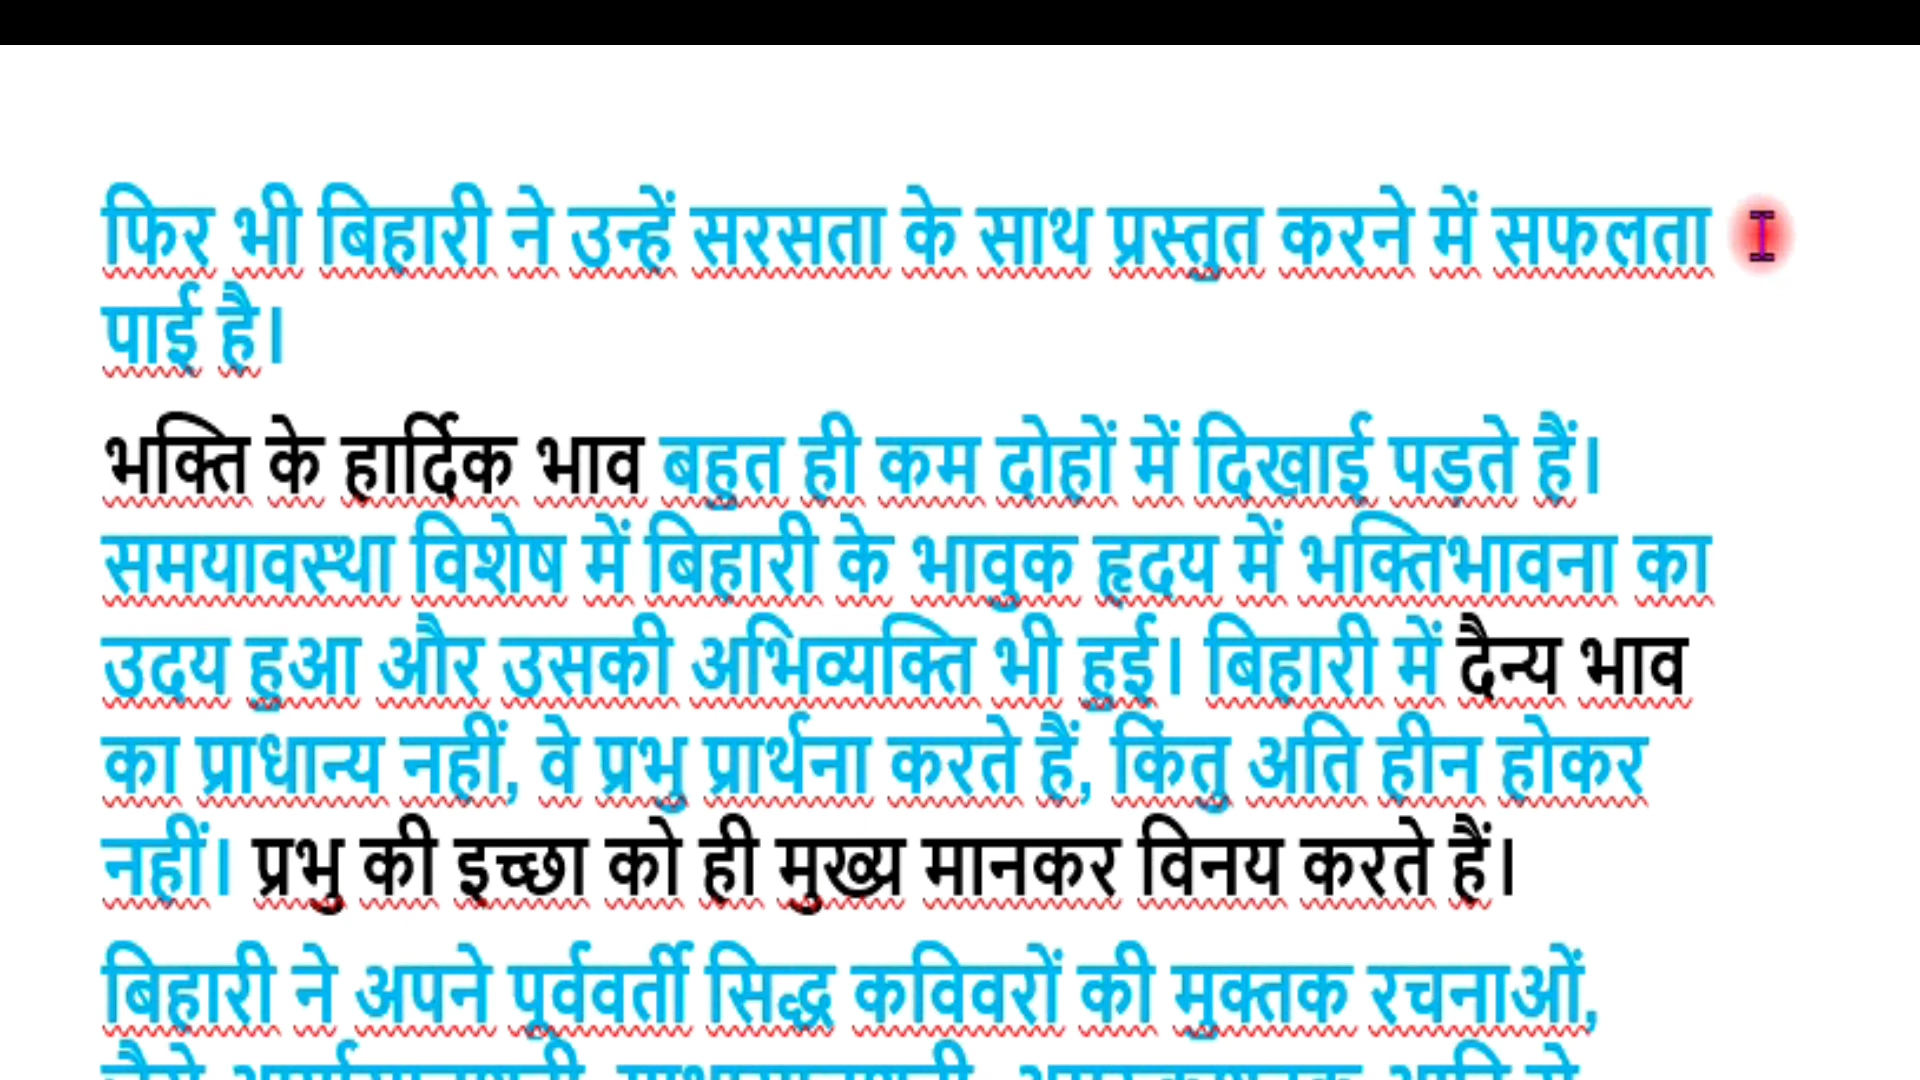 फिर भी बिहारी ने उन्हें सरसता के साथ प्रस्तुत करने में सफलता
पाई है।
भक्ति के हार्दिक भाव बहुत ही कम दोहों में दिखाई पड़ते हैं।
समयावस्था विशेष में बिहारी के भावुक हृदय में भक्तिभावना का
उदय हुआ और उसकी अभिव्यक्ति भी हुई। बिहारी में दैन्य भाव
का प्राधान्य नहीं, वे प्रभु प्रार्थना करते हैं, किंतु अति हीन होकर
नहीं। प्रभु की इच्छा को ही मुख्य मानकर विनय करते हैं।
बिहारी ने अपने पूर्ववर्ती सिद्ध कविवरों की मुक्तक रचनाओं,